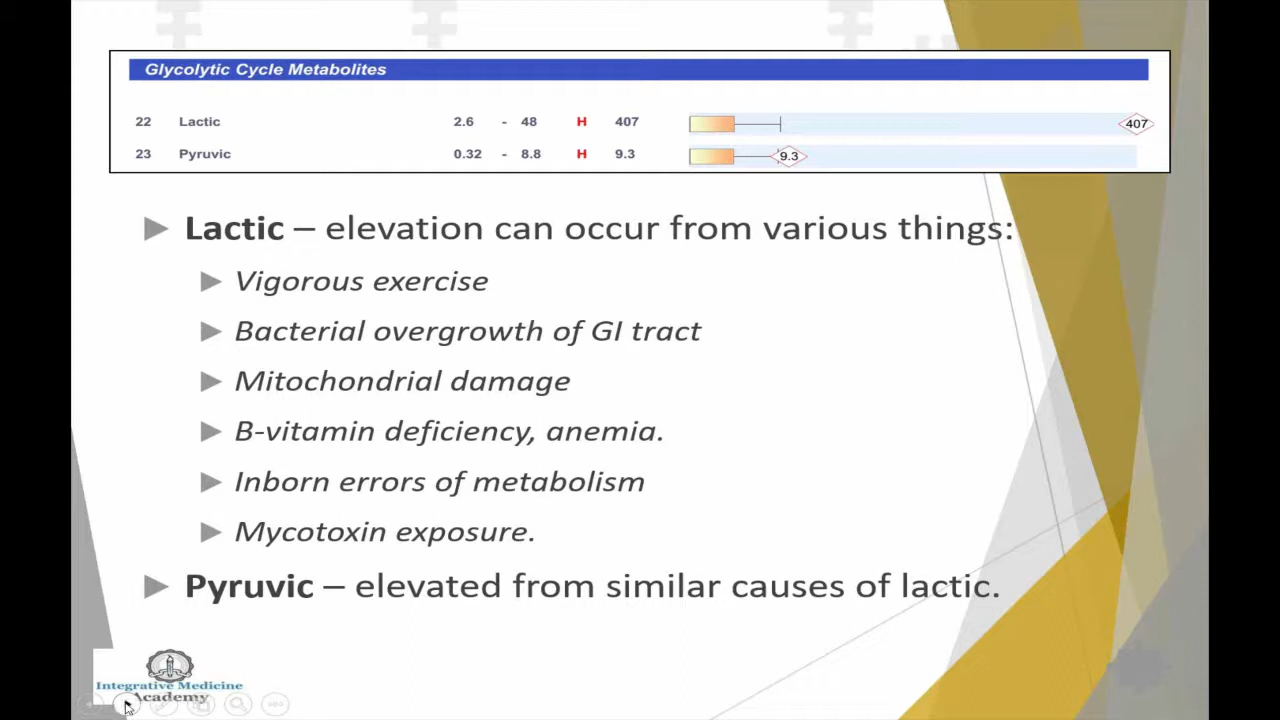 Glycolytic Cycle Metabolites
22 Lactic 2.6 - 48 H 407 407
23 Pyruvic 0.32 - 8.8 H 9.3 9.3
Lactic – elevation can occur from various things:
Vigorous exercise
Bacterial overgrowth of GI tract
Mitochondrial damage
B-vitamin deficiency, anemia.
Inborn errors of metabolism
Mycotoxin exposure.
Pyruvic – elevated from similar causes of lactic.
Integrative Medicine
Academy